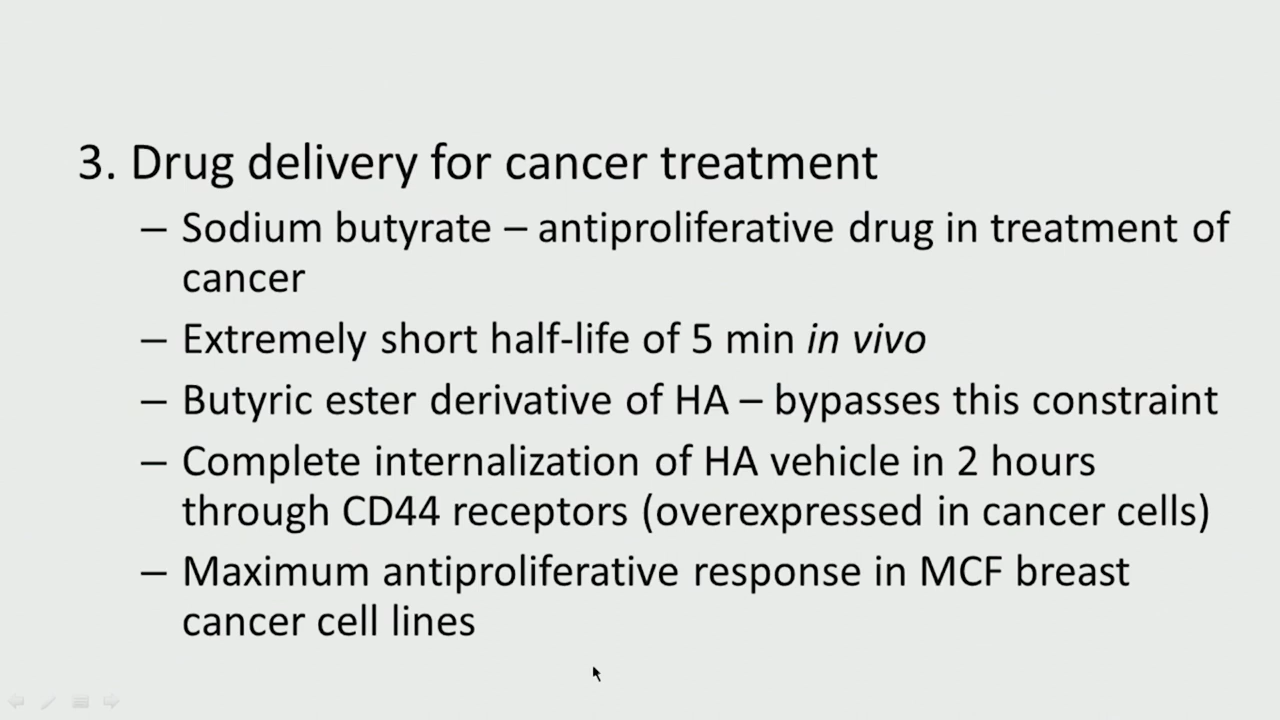 3. Drug delivery for cancer treatment
– Sodium butyrate – antiproliferative drug in treatment of
cancer
– Extremely short half-life of 5 min in vivo
– Butyric ester derivative of HA – bypasses this constraint
– Complete internalization of HA vehicle in 2 hours
through CD44 receptors (overexpressed in cancer cells)
– Maximum antiproliferative response in MCF breast
cancer cell lines